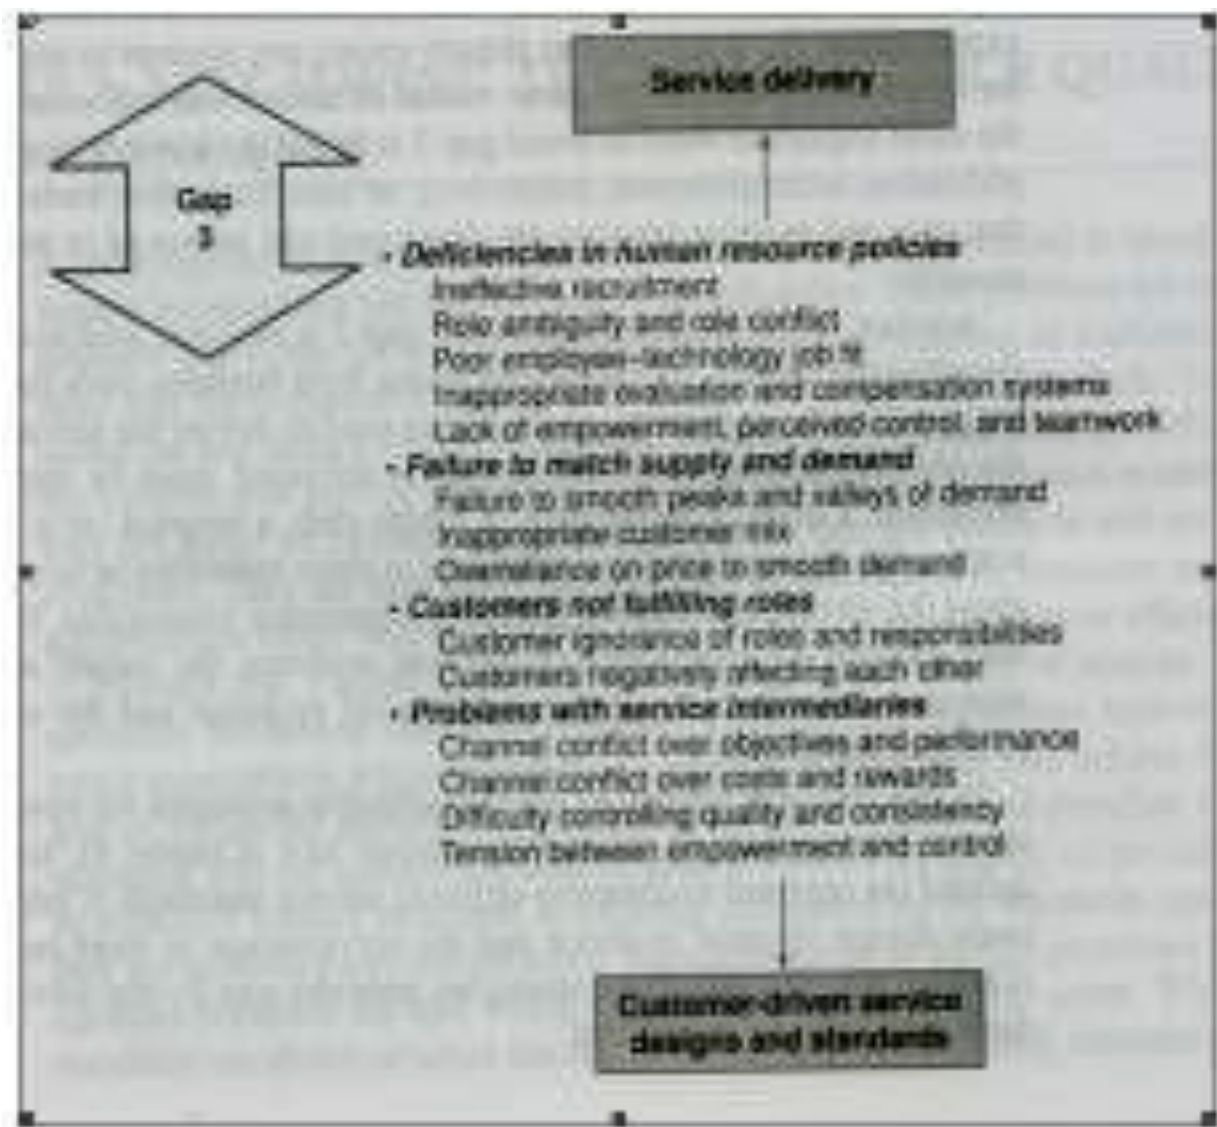 Service delivery
Gap
3
- Deficiencies in human resource policies
Ineffective recruitment
Role ambiguity and role conflict
Poor employee–technology job fit
Inappropriate evaluation and compensation systems
Lack of empowerment, perceived control, and teamwork
- Failure to match supply and demand
Failure to smooth peaks and valleys of demand
Inappropriate customer mix
Overreliance on price to smooth demand
- Customers not fulfilling roles
Customer ignorance of roles and responsibilities
Customers negatively affecting each other
- Problems with service intermediaries
Channel conflict over objectives and performance
Channel conflict over costs and rewards
Difficulty controlling quality and consistency
Tension between empowerment and control
Customer-driven service
designs and standards